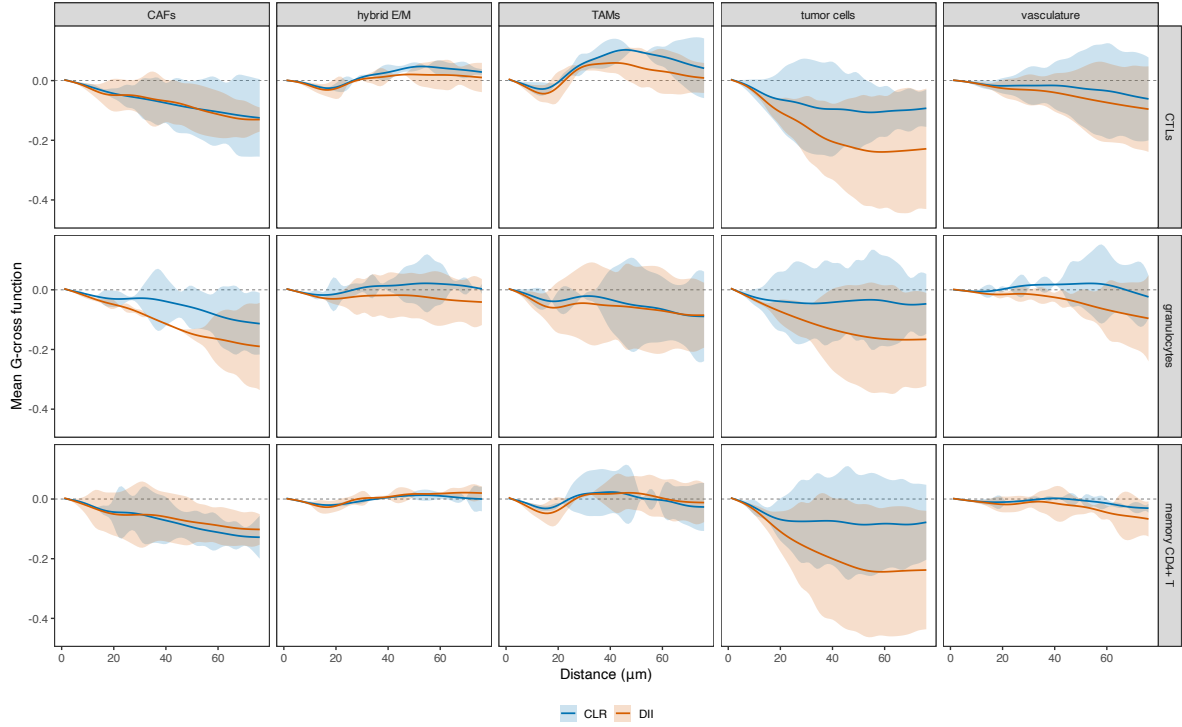 CAFs hybrid E/M TAMs tumor cells vasculature
0.0
-0.2
-0.4
CTLs
0.0
-0.2
-0.4
granulocytes
0.0
-0.2
-0.4
memory CD4+ T
Mean G-cross function
0 20 40 60 0 20 40 60 0 20 40 60 0 20 40 60 0 20 40 60
Distance (μm)
CLR DII